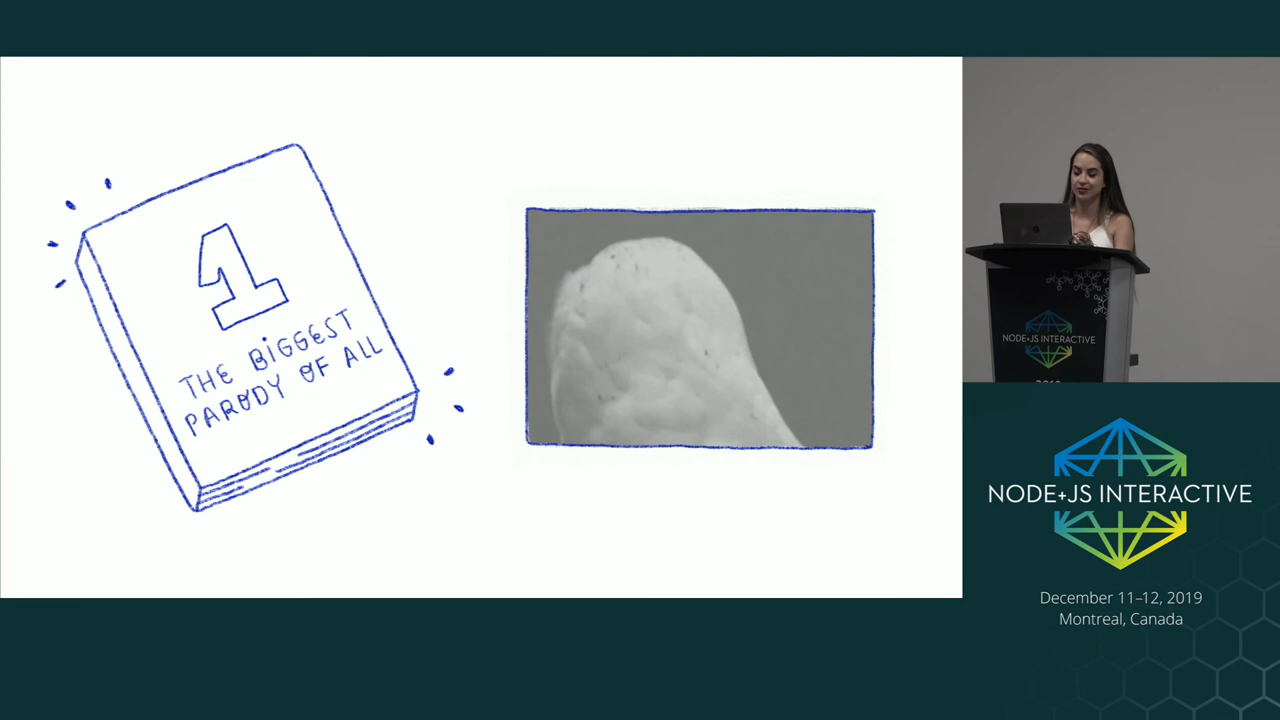 1
THE BIGGEST
PARODY OF ALL
NODE+JS INTERACTIVE
NODE+JS INTERACTIVE
December 11–12, 2019
Montreal, Canada